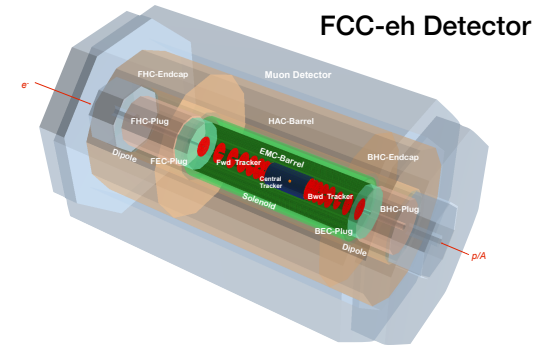 FCC-eh Detector
FHC-Endcap
Muon Detector
e-
FHC-Plug
HAC-Barrel
Dipole
FEC-Plug
EMC-Barrel
BHC-Endcap
Fwd Tracker
Central
Tracker
Bwd Tracker
Solenoid
BHC-Plug
BEC-Plug
Dipole
p/A